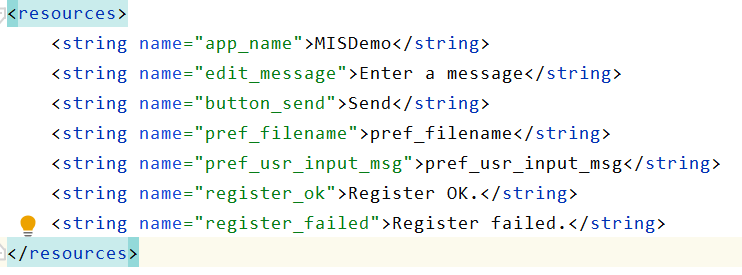 <resources>
    <string name="app_name">MISDemo</string>
    <string name="edit_message">Enter a message</string>
    <string name="button_send">Send</string>
    <string name="pref_filename">pref_filename</string>
    <string name="pref_usr_input_msg">pref_usr_input_msg</string>
    <string name="register_ok">Register OK.</string>
    <string name="register_failed">Register failed.</string>
</resources>